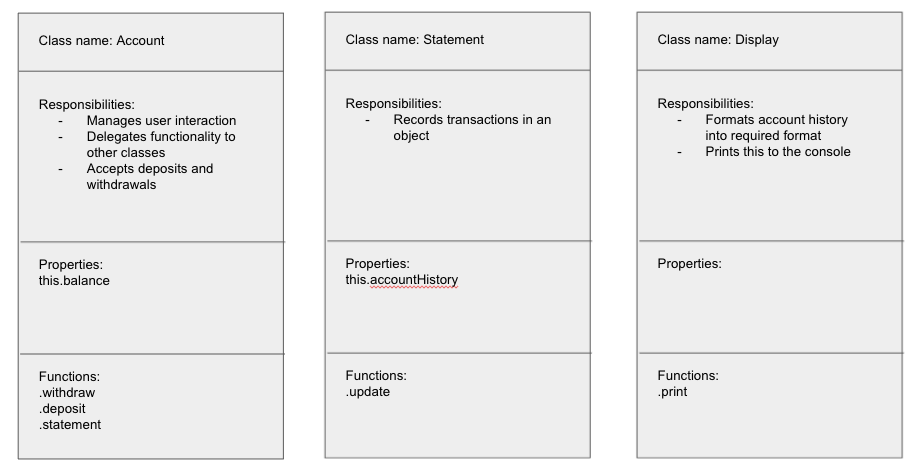 Class name: Account
Responsibilities:
- Manages user interaction
- Delegates functionality to
other classes
- Accepts deposits and
withdrawals
Properties:
this.balance
Functions:
.withdraw
.deposit
.statement
Class name: Statement
Responsibilities:
- Records transactions in an
object
Properties:
this.accountHistory
Functions:
.update
Class name: Display
Responsibilities:
- Formats account history
into required format
- Prints this to the console
Properties:
Functions:
.print